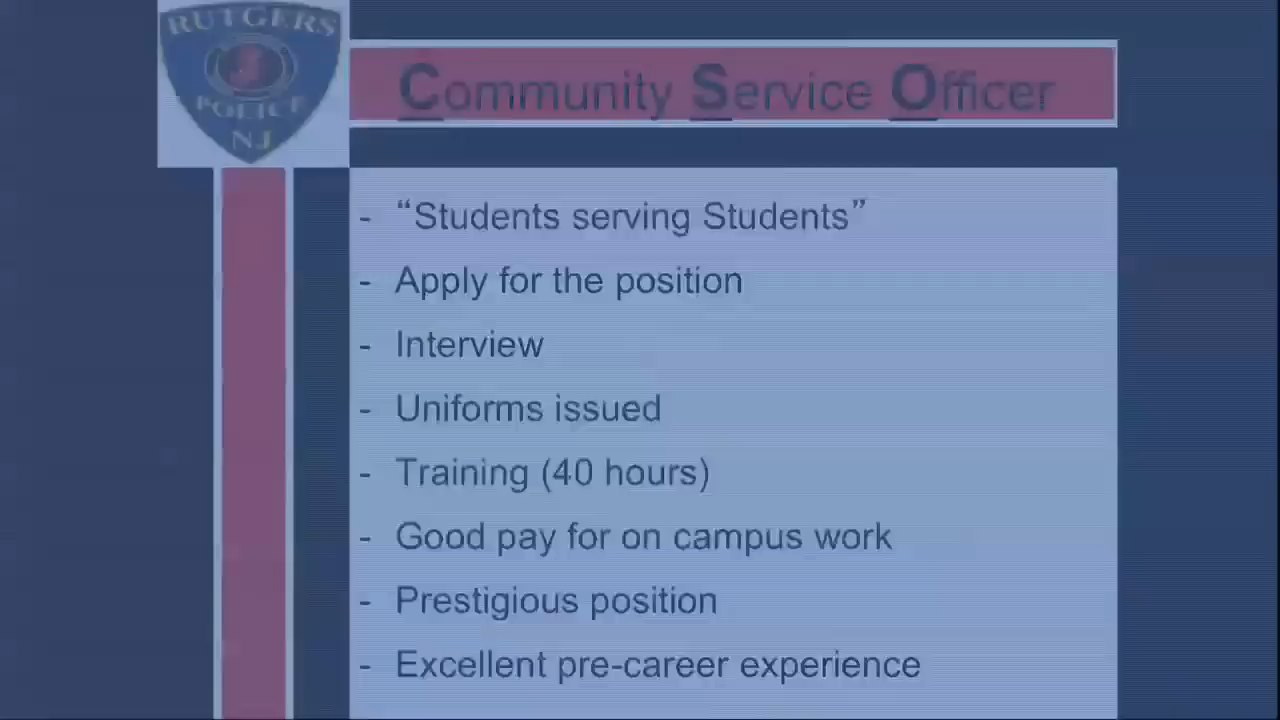 RUTGERS
POLICE
NJ
Community Service Officer
- “Students serving Students”
- Apply for the position
- Interview
- Uniforms issued
- Training (40 hours)
- Good pay for on campus work
- Prestigious position
- Excellent pre-career experience